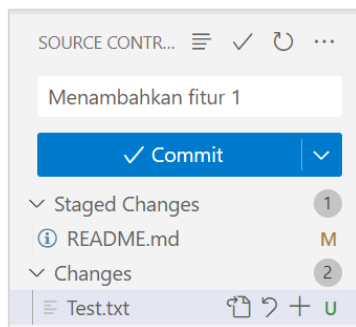 SOURCE CONTR...
Menambahkan fitur 1
Commit
Staged Changes 1
README.md M
Changes 2
Test.txt U